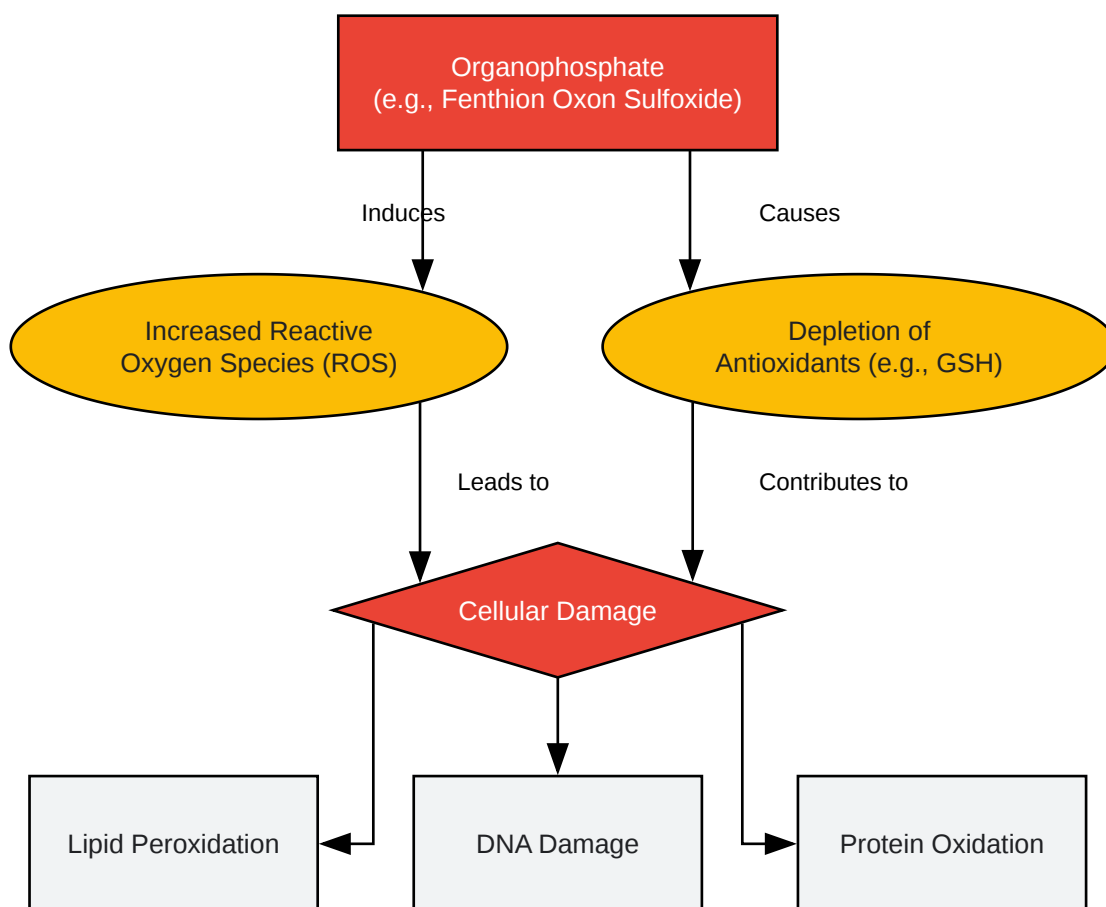 Organophosphate
(e.g., Fenthion Oxon Sulfoxide)
Induces
Causes
Increased Reactive
Oxygen Species (ROS)
Depletion of
Antioxidants (e.g., GSH)
Leads to
Contributes to
Cellular Damage
Lipid Peroxidation
DNA Damage
Protein Oxidation